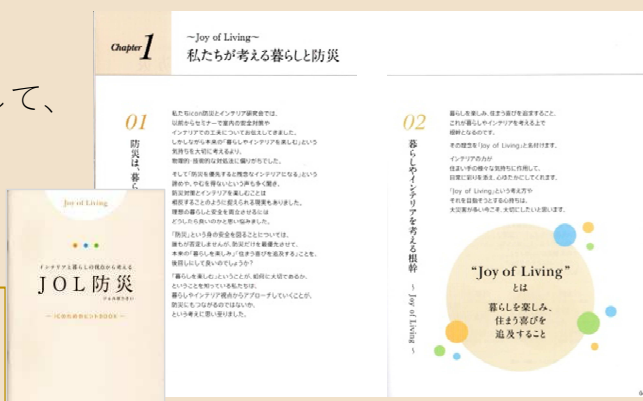 して、
Chapter 1
～Joy of Living～
私たちが考える暮らしと防災
01
防災は、暮ら
私たちicon防災とインテリア研究会では、
以前からセミナーで室内の安全対策や
インテリアでの工夫についてお伝えしてきました。
しかしながら本来の「暮らしやインテリアを楽しむ」という
気持ちを大切に考えるより、
物理的・技術的な対処法に偏りがちでした。
そして「防災を優先すると残念なインテリアになる」という
諦めや、やむを得ないという声も多く聞き、
防災対策とインテリアを楽しむことは
相反することのように捉えられる現実もありました。
理想の暮らしと安全を両立させるには
どうしたら良いのかと思い悩みました。
「防災」という身の安全を図ることについては、
誰もが否定しませんが、防災だけを最優先させて、
本来の「暮らしを楽しみ」「住まう喜びを追及する」ことを、
後回しにして良いのでしょうか？
「暮らしを楽しむ」ということが、如何に大切であるか、
ということを知っている私たちは、
暮らしやインテリア視点からアプローチしていくことが、
防災にもつながるのではないか、
という考えに思い至りました。
02
暮らしやインテリアを考える根幹 ～Joy of Living～
暮らしを楽しみ、住まう喜びを追求すること、
これが暮らしやインテリアを考える上で
根幹となるのです。
その理念を「Joy of Living」と名付けます。
インテリアの力が
住まい手の様々な気持ちに作用して、
日常に彩りを添え、心ゆたかにしてくれます。
「Joy of Living」という考え方や
それを目指そうとする心持ちは、
大災害が多い今こそ、大切にしたいと思います。
“Joy of Living”
とは
暮らしを楽しみ、
住まう喜びを
追及すること
Joy of Living
インテリアと暮らしの視点から考える
JOL防災
ジョルぼうさい